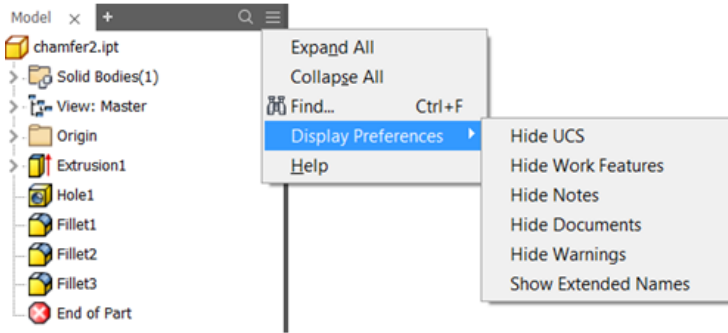 Model × +
chamfer2.ipt
Solid Bodies(1)
View: Master
Origin
Extrusion1
Hole1
Fillet1
Fillet2
Fillet3
End of Part
Expand All
Collapse All
Find... Ctrl+F
Display Preferences
Help
Hide UCS
Hide Work Features
Hide Notes
Hide Documents
Hide Warnings
Show Extended Names